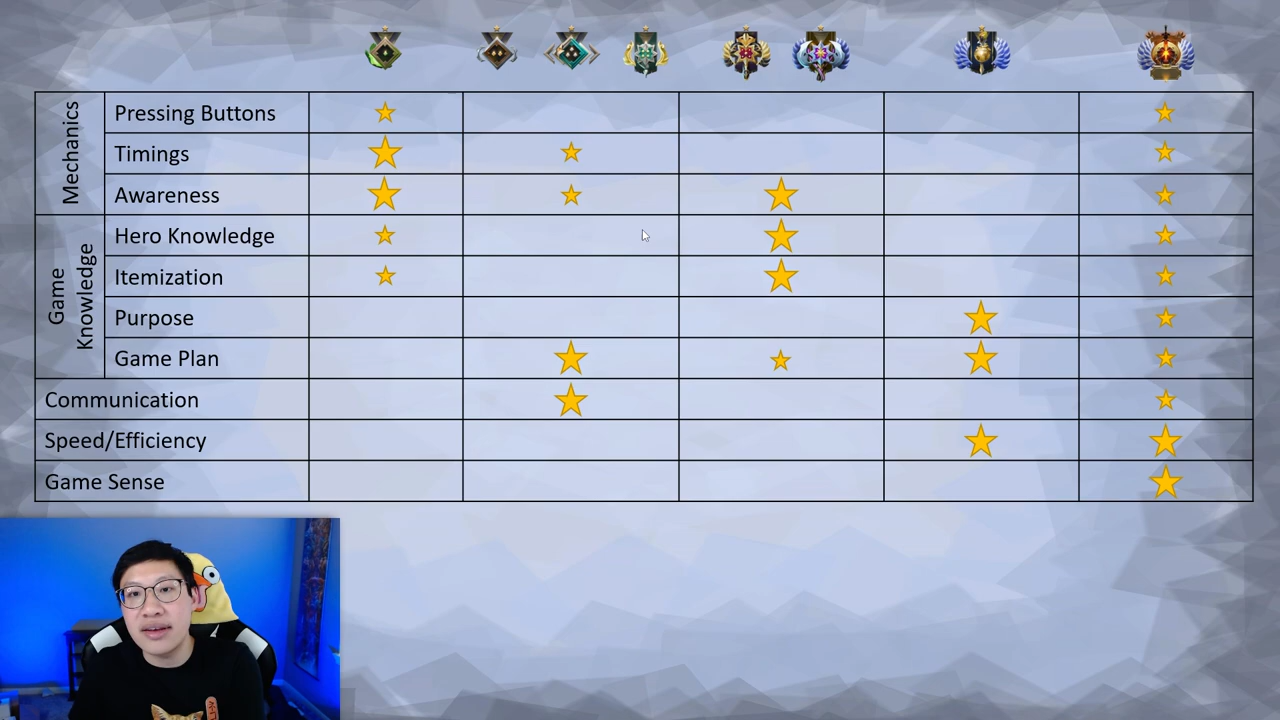 Mechanics
Pressing Buttons
Timings
Awareness
Game
Knowledge
Hero Knowledge
Itemization
Purpose
Game Plan
Communication
Speed/Efficiency
Game Sense